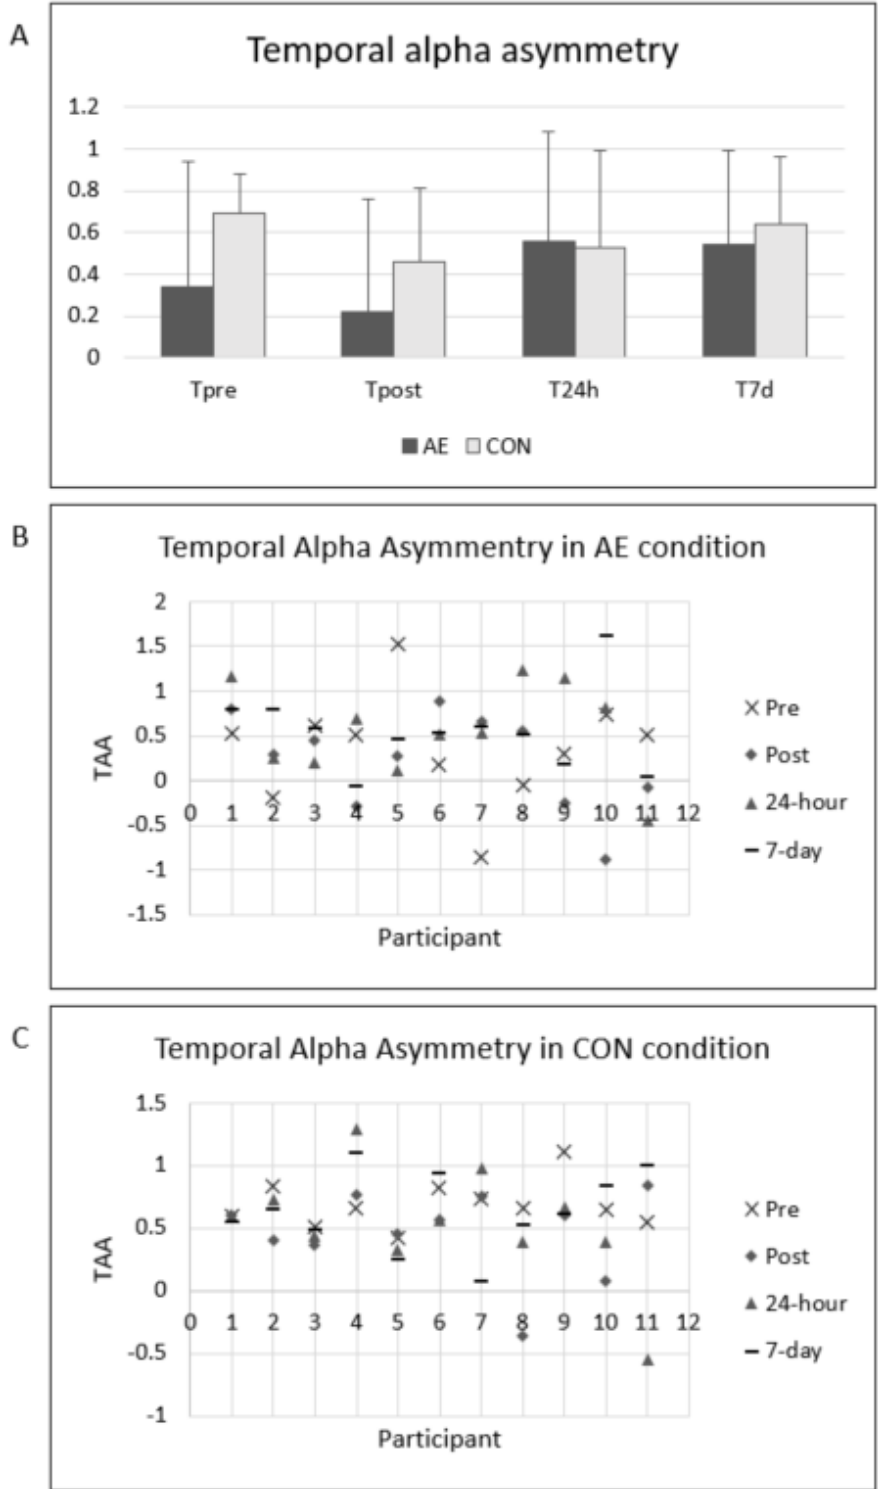 A
Temporal alpha asymmetry
1.2
1
0.8
0.6
0.4
0.2
0
Tpre Tpost T24h T7d
AE CON
B
Temporal Alpha Asymmentry in AE condition
2
1.5
1
0.5
0
-0.5
-1
-1.5
TAA
0 1 2 3 4 5 6 7 8 9 10 11 12
Participant
Pre
Post
24-hour
7-day
C
Temporal Alpha Asymmetry in CON condition
1.5
1
0.5
0
-0.5
-1
TAA
0 1 2 3 4 5 6 7 8 9 10 11 12
Participant
Pre
Post
24-hour
7-day